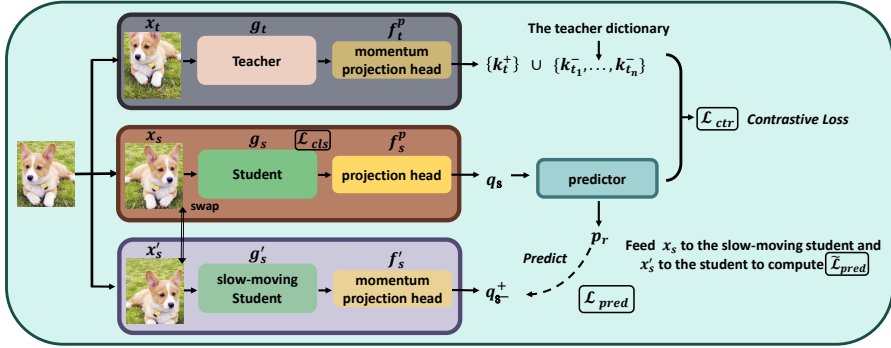 x_t
g_t
f_t^p
Teacher
momentum
projection head
The teacher dictionary
{k_t^+} ∪ {k_{t_1}^-, . . . , k_{t_n}^-}
ℒ_ctr
Contrastive Loss
x_s
g_s
ℒ_cls
f_s^p
Student
projection head
q_s
predictor
swap
p_r
Predict
Feed x_s to the slow-moving student and
x_s' to the student to compute ℒ̃_pred
x_s'
g_s'
f_s'
slow-moving
Student
momentum
projection head
q_{s-}^+
ℒ_pred